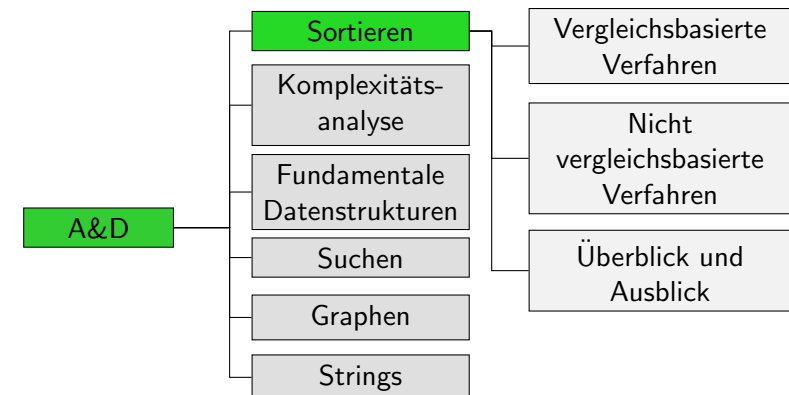 A&D
Sortieren
Komplexitäts-
analyse
Fundamentale
Datenstrukturen
Suchen
Graphen
Strings
Vergleichsbasierte
Verfahren
Nicht
vergleichsbasierte
Verfahren
Überblick und
Ausblick